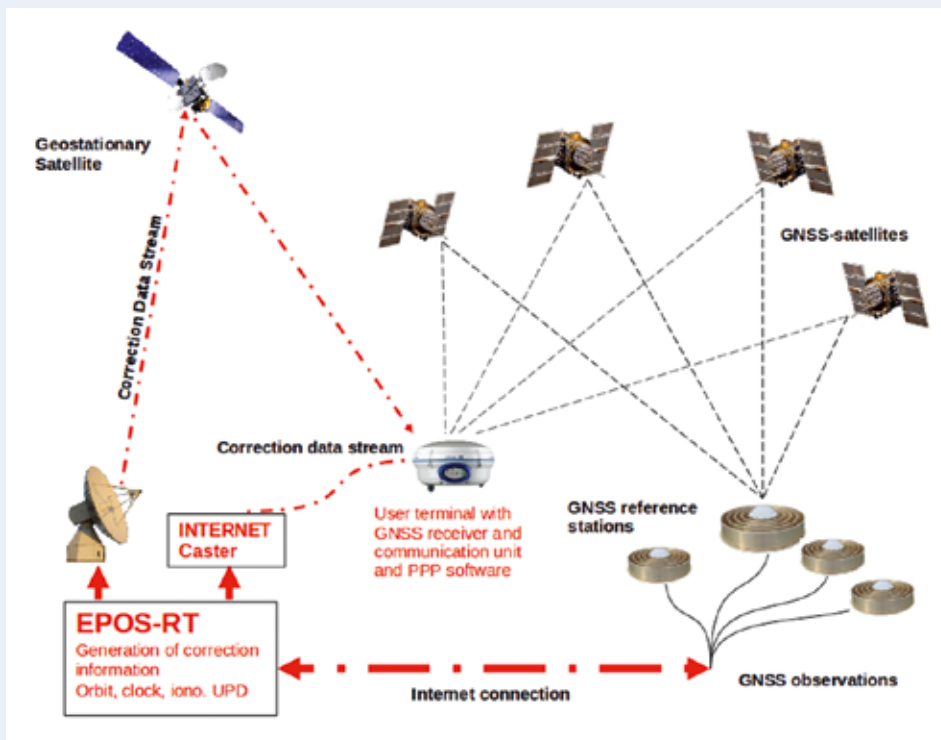 Geostationary
Satellite
GNSS-satellites
Correction Data Stream
Correction data stream
INTERNET
Caster
User terminal with
GNSS receiver and
communication unit
and PPP software
GNSS reference
stations
EPOS-RT
Generation of correction
information
Orbit, clock, iono. UPD
Internet connection
GNSS observations